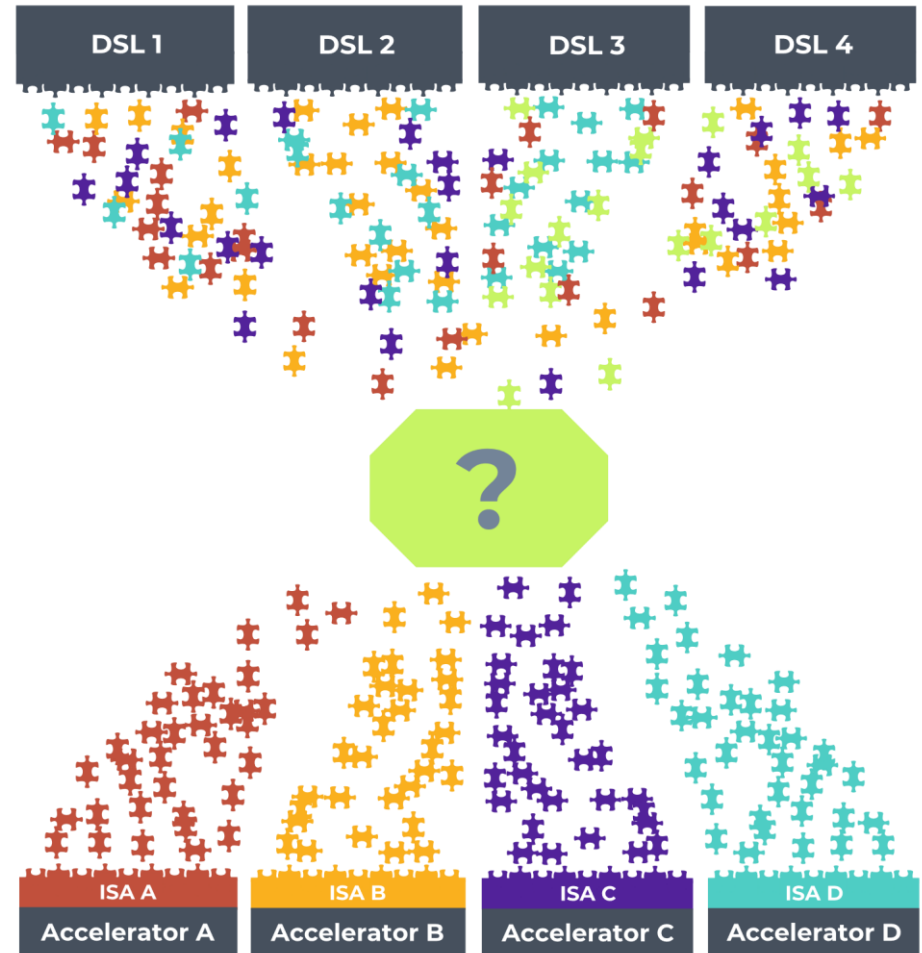 DSL 1
DSL 2
DSL 3
DSL 4
?
ISA A
ISA B
ISA C
ISA D
Accelerator A
Accelerator B
Accelerator C
Accelerator D